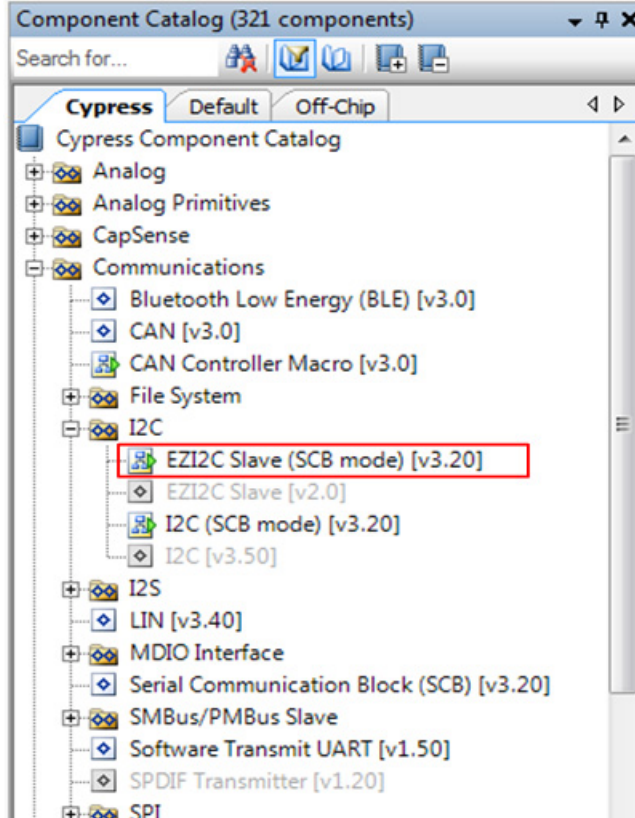 Component Catalog (321 components)
Search for...
Cypress Default Off-Chip
Cypress Component Catalog
Analog
Analog Primitives
CapSense
Communications
Bluetooth Low Energy (BLE) [v3.0]
CAN [v3.0]
CAN Controller Macro [v3.0]
File System
I2C
EZI2C Slave (SCB mode) [v3.20]
EZI2C Slave [v2.0]
I2C (SCB mode) [v3.20]
I2C [v3.50]
I2S
LIN [v3.40]
MDIO Interface
Serial Communication Block (SCB) [v3.20]
SMBus/PMBus Slave
Software Transmit UART [v1.50]
SPDIF Transmitter [v1.20]
SPI